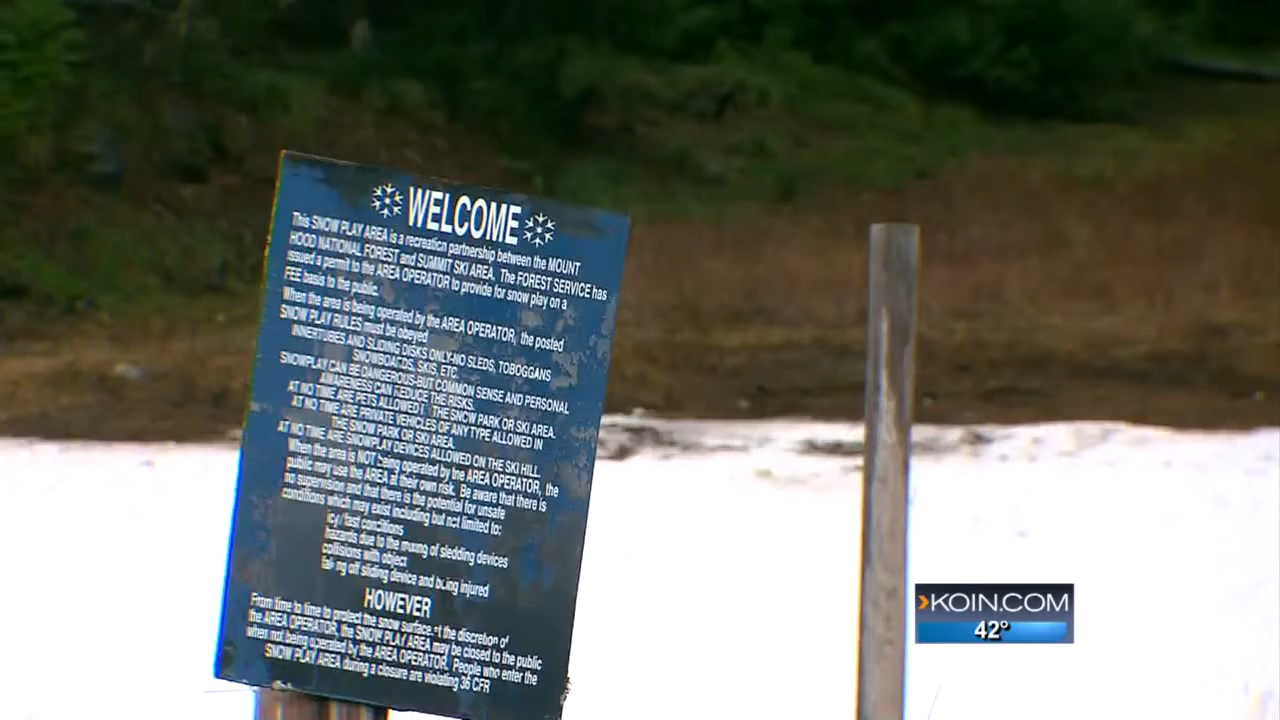 WELCOME
This SNOW PLAY AREA is a recreation partnership between the MOUNT
HOOD NATIONAL FOREST and SUMMIT SKI AREA. The FOREST SERVICE has
issued a permit to the AREA OPERATOR to provide for snow play on a
FEE basis to the public.
When the area is being operated by the AREA OPERATOR, the posted
SNOW PLAY RULES must be obeyed
INNERTUBES AND SLIDING DISKS ONLY-NO SLEDS, TOBOGGANS
SNOWBOARDS, SKIS, ETC.
SNOWPLAY CAN BE DANGEROUS-BUT COMMON SENSE AND PERSONAL
AWARENESS CAN REDUCE THE RISKS.
AT NO TIME ARE PETS ALLOWED I THE SNOW PARK OR SKI AREA.
AT NO TIME ARE PRIVATE VEHICLES OF ANY TYPE ALLOWED IN
THE SNOW PARK OR SKI AREA.
AT NO TIME ARE SNOWPLAY DEVICES ALLOWED ON THE SKI HILL.
When the area is NOT being operated by the AREA OPERATOR, the
public may use the AREA at their own risk. Be aware that there is
no supervision and that there is the potential for unsafe
conditions which may exist including but not limited to:
icy/fast conditions
hazards due to the mixing of sledding devices
collisions with object
falling off sliding device and being injured
HOWEVER
From time to time to protect the snow surface, at the discretion of
the AREA OPERATOR, the SNOW PLAY AREA may be closed to the public
when not being operated by the AREA OPERATOR. People who enter the
SNOW PLAY AREA during a closure are violating 36 CFR
KOIN.COM
42°